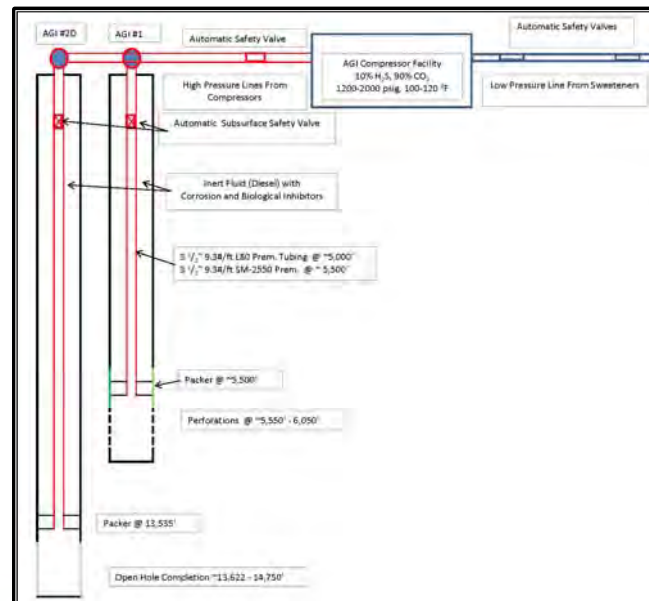 AGI #2D
AGI #1
Automatic Safety Valve
Automatic Safety Valves
AGI Compressor Facility
10% H₂S, 90% CO₂
1200-2000 psig. 100-120 °F
High Pressure Lines From
Compressors
Low Pressure Line From Sweeteners
Automatic Subsurface Safety Valve
Inert Fluid (Diesel) with
Corrosion and Biological Inhibitors
3 ¹/₂" 9.3#/ft L80 Prem. Tubing @ ~5,000'
3 ¹/₂" 9.3#/ft SM-2550 Prem. @ ~ 5,500'
Packer @ ~5,500'
Perforations @ ~5,550' - 6,050'
Packer @ 13,535'
Open Hole Completion ~13,622 - 14,750'